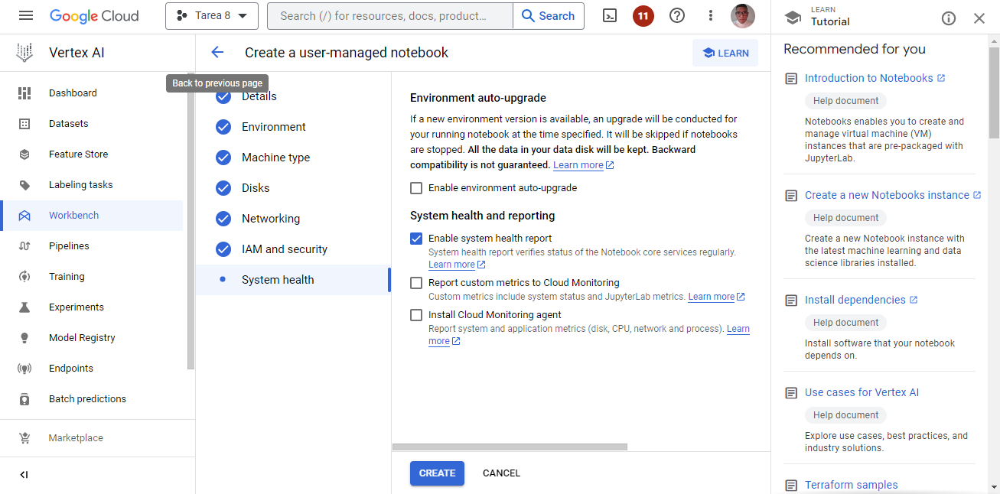 Google Cloud
Tarea 8
Search (/) for resources, docs, product…
Search
11
LEARN
Tutorial
Vertex AI
Create a user-managed notebook
LEARN
Back to previous page
Dashboard
Datasets
Feature Store
Labeling tasks
Workbench
Pipelines
Training
Experiments
Model Registry
Endpoints
Batch predictions
Marketplace
Details
Environment
Machine type
Disks
Networking
IAM and security
System health
Environment auto-upgrade
If a new environment version is available, an upgrade will be conducted for
your running notebook at the time specified. It will be skipped if notebooks
are stopped. All the data in your data disk will be kept. Backward
compatibility is not guaranteed. Learn more
Enable environment auto-upgrade
System health and reporting
Enable system health report
System health report verifies status of the Notebook core services regularly.
Learn more
Report custom metrics to Cloud Monitoring
Custom metrics include system status and JupyterLab metrics. Learn more
Install Cloud Monitoring agent
Report system and application metrics (disk, CPU, network and process). Learn
more
CREATE
CANCEL
Recommended for you
Introduction to Notebooks
Help document
Notebooks enables you to create and
manage virtual machine (VM)
instances that are pre-packaged with
JupyterLab.
Create a new Notebooks instance
Help document
Create a new Notebook instance with
the latest machine learning and data
science libraries installed.
Install dependencies
Help document
Install software that your notebook
depends on.
Use cases for Vertex AI
Help document
Explore use cases, best practices, and
industry solutions.
Terraform samples